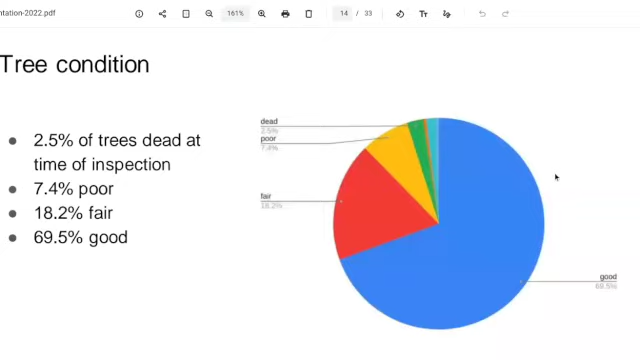 ntation-2022.pdf
161%
14 / 33
Tree condition
● 2.5% of trees dead at
time of inspection
● 7.4% poor
● 18.2% fair
● 69.5% good
dead
2.5%
poor
7.4%
fair
18.2%
good
69.5%